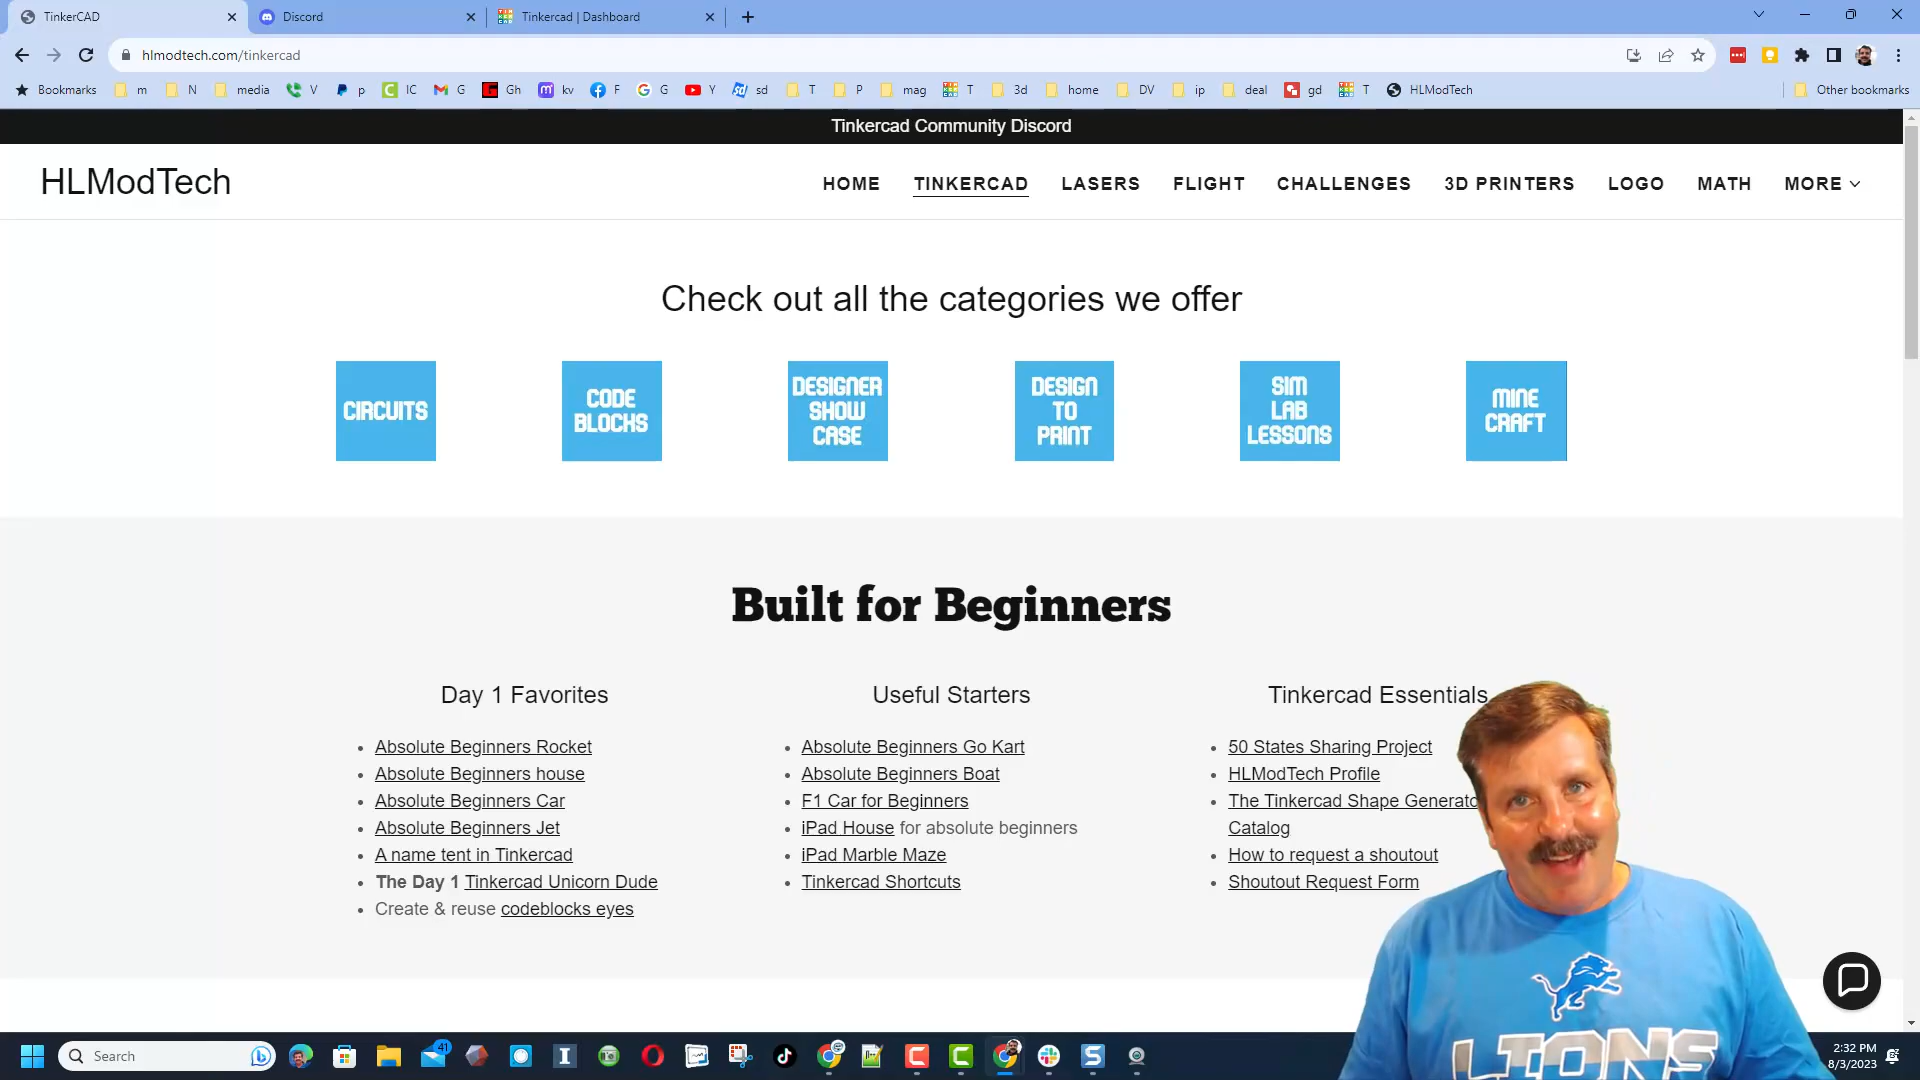 TinkerCAD
Discord
Tinkercad | Dashboard
hlmodtech.com/tinkercad
Bookmarks m N media V p IC G Gh kv F G Y sd T P mag T 3d home DV ip deal gd T HLModTech Other bookmarks
Tinkercad Community Discord
HLModTech
HOME TINKERCAD LASERS FLIGHT CHALLENGES 3D PRINTERS LOGO MATH MORE
Check out all the categories we offer
CIRCUITS
CODE
BLOCKS
DESIGNER
SHOW
CASE
DESIGN
TO
PRINT
SIM
LAB
LESSONS
MINE
CRAFT
Built for Beginners
Day 1 Favorites
Absolute Beginners Rocket
Absolute Beginners house
Absolute Beginners Car
Absolute Beginners Jet
A name tent in Tinkercad
The Day 1 Tinkercad Unicorn Dude
Create & reuse codeblocks eyes
Useful Starters
Absolute Beginners Go Kart
Absolute Beginners Boat
F1 Car for Beginners
iPad House for absolute beginners
iPad Marble Maze
Tinkercad Shortcuts
Tinkercad Essentials
50 States Sharing Project
HLModTech Profile
The Tinkercad Shape Generato
Catalog
How to request a shoutout
Shoutout Request Form
LIONS
Search
41
2:32 PM
8/3/2023